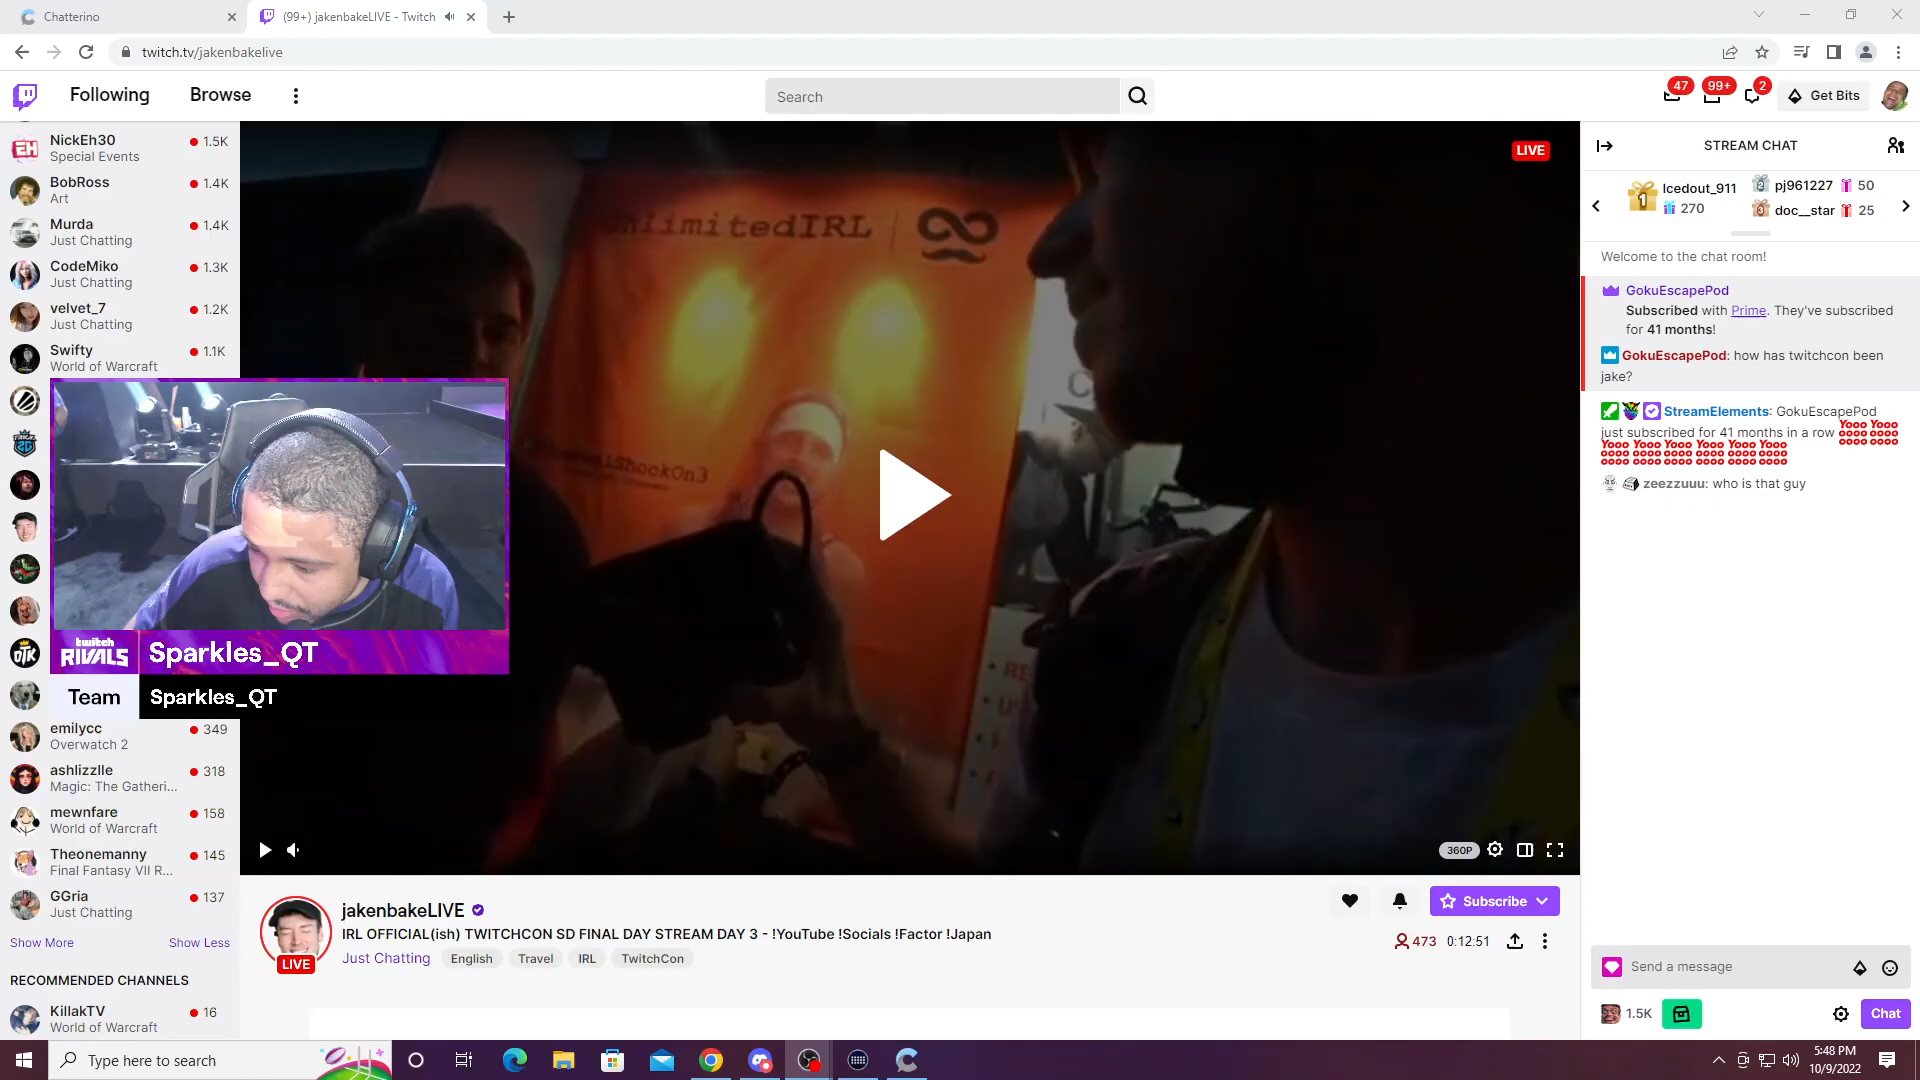 Chatterino
(99+) jakenbakeLIVE - Twitch
twitch.tv/jakenbakelive
Following
Browse
Search
47
99+
2
Get Bits
NickEh30
1.5K
Special Events
BobRoss
1.4K
Art
Murda
1.4K
Just Chatting
CodeMiko
1.3K
Just Chatting
velvet_7
1.2K
Just Chatting
Swifty
1.1K
World of Warcraft
twitch
RIVALS
Sparkles_QT
Team
Sparkles_QT
emilycc
349
Overwatch 2
ashlizzlle
318
Magic: The Gatheri...
mewnfare
158
World of Warcraft
Theonemanny
145
Final Fantasy VII R...
GGria
137
Just Chatting
Show More
Show Less
RECOMMENDED CHANNELS
KillakTV
16
World of Warcraft
LIVE
UnlimitedIRL
360P
jakenbakeLIVE
IRL OFFICIAL(ish) TWITCHCON SD FINAL DAY STREAM DAY 3 - !YouTube !Socials !Factor !Japan
LIVE
Just Chatting
English
Travel
IRL
TwitchCon
Subscribe
473
0:12:51
STREAM CHAT
1
lcedout_911
270
2
pj961227
50
3
doc__star
25
Welcome to the chat room!
GokuEscapePod
Subscribed with Prime. They've subscribed
for 41 months!
GokuEscapePod: how has twitchcon been
jake?
StreamElements: GokuEscapePod
just subscribed for 41 months in a row
zeezzuuu: who is that guy
Send a message
1.5K
Chat
Type here to search
5:48 PM
10/9/2022